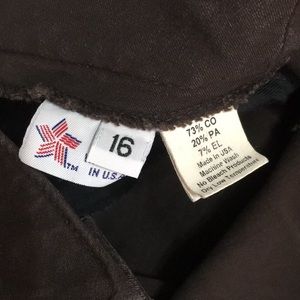 TM
IN U.S.A
16
73% CO
20% PA
7% EL
Made in USA
Machine Wash
No Bleach Products
Dry Low Temperature